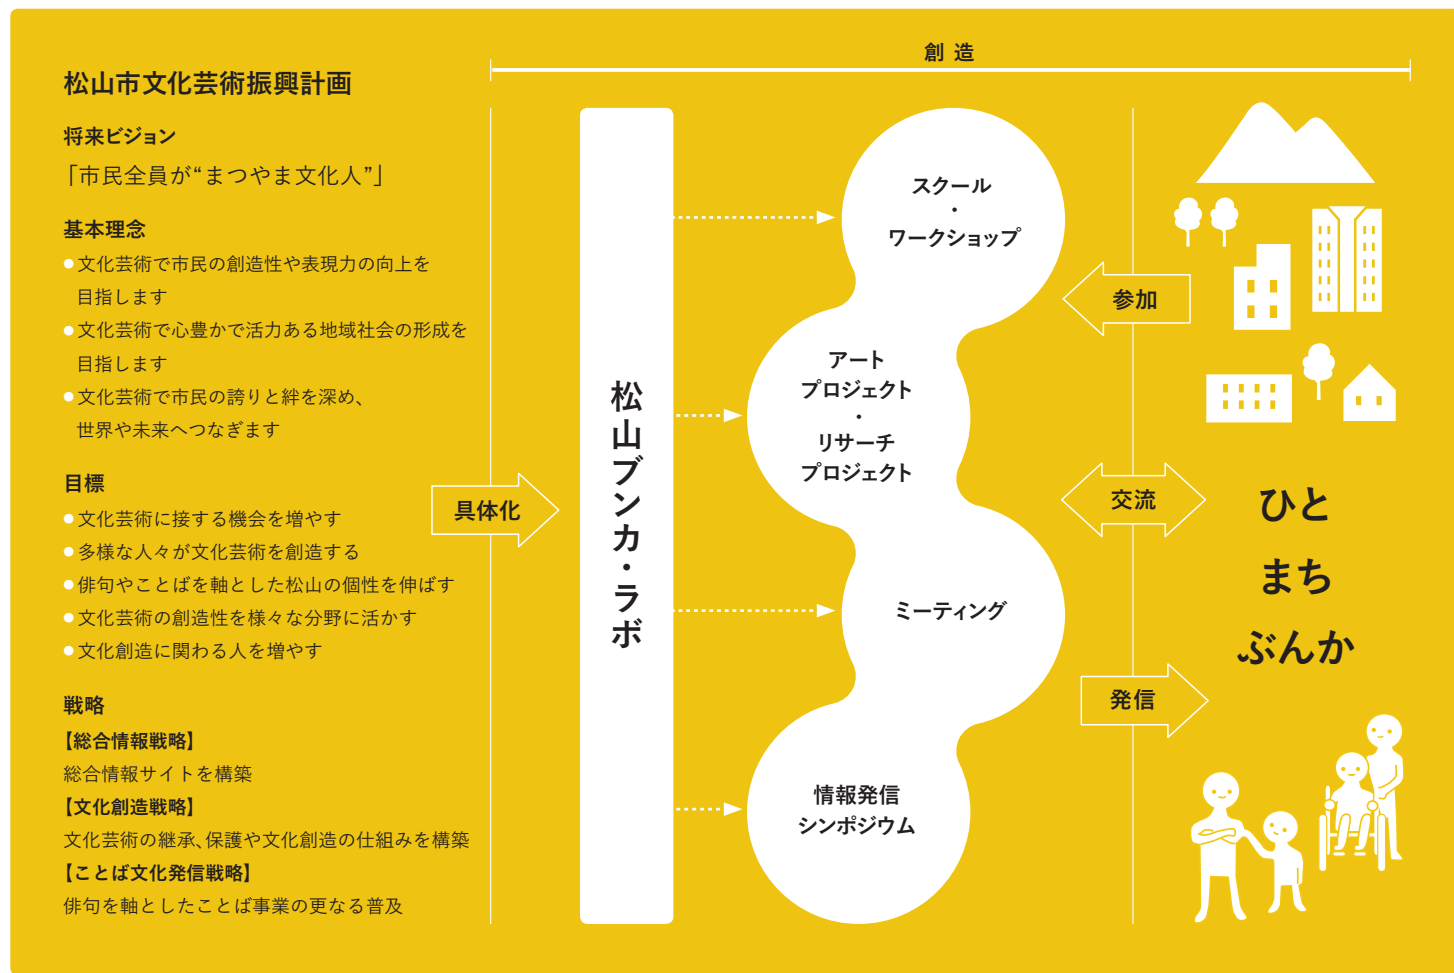 松山市文化芸術振興計画
将来ビジョン
「市民全員が“まつやま文化人”」
基本理念
●文化芸術で市民の創造性や表現力の向上を
目指します
●文化芸術で心豊かで活力ある地域社会の形成を
目指します
●文化芸術で市民の誇りと絆を深め、
世界や未来へつなぎます
目標
●文化芸術に接する機会を増やす
●多様な人々が文化芸術を創造する
●俳句やことばを軸とした松山の個性を伸ばす
●文化芸術の創造性を様々な分野に活かす
●文化創造に関わる人を増やす
戦略
【総合情報戦略】
総合情報サイトを構築
【文化創造戦略】
文化芸術の継承、保護や文化創造の仕組みを構築
【ことば文化発信戦略】
俳句を軸としたことば事業の更なる普及
具体化
創造
松山ブンカ・ラボ
スクール
・
ワークショップ
アート
プロジェクト
・
リサーチ
プロジェクト
ミーティング
情報発信
シンポジウム
参加
交流
発信
ひと
まち
ぶんか